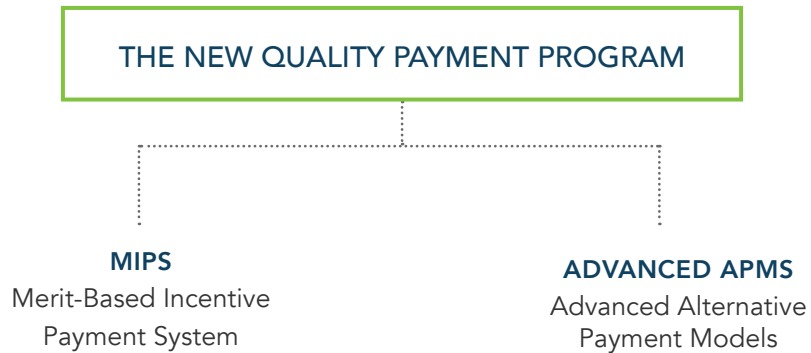 THE NEW QUALITY PAYMENT PROGRAM
MIPS
Merit-Based Incentive
Payment System
ADVANCED APMS
Advanced Alternative
Payment Models